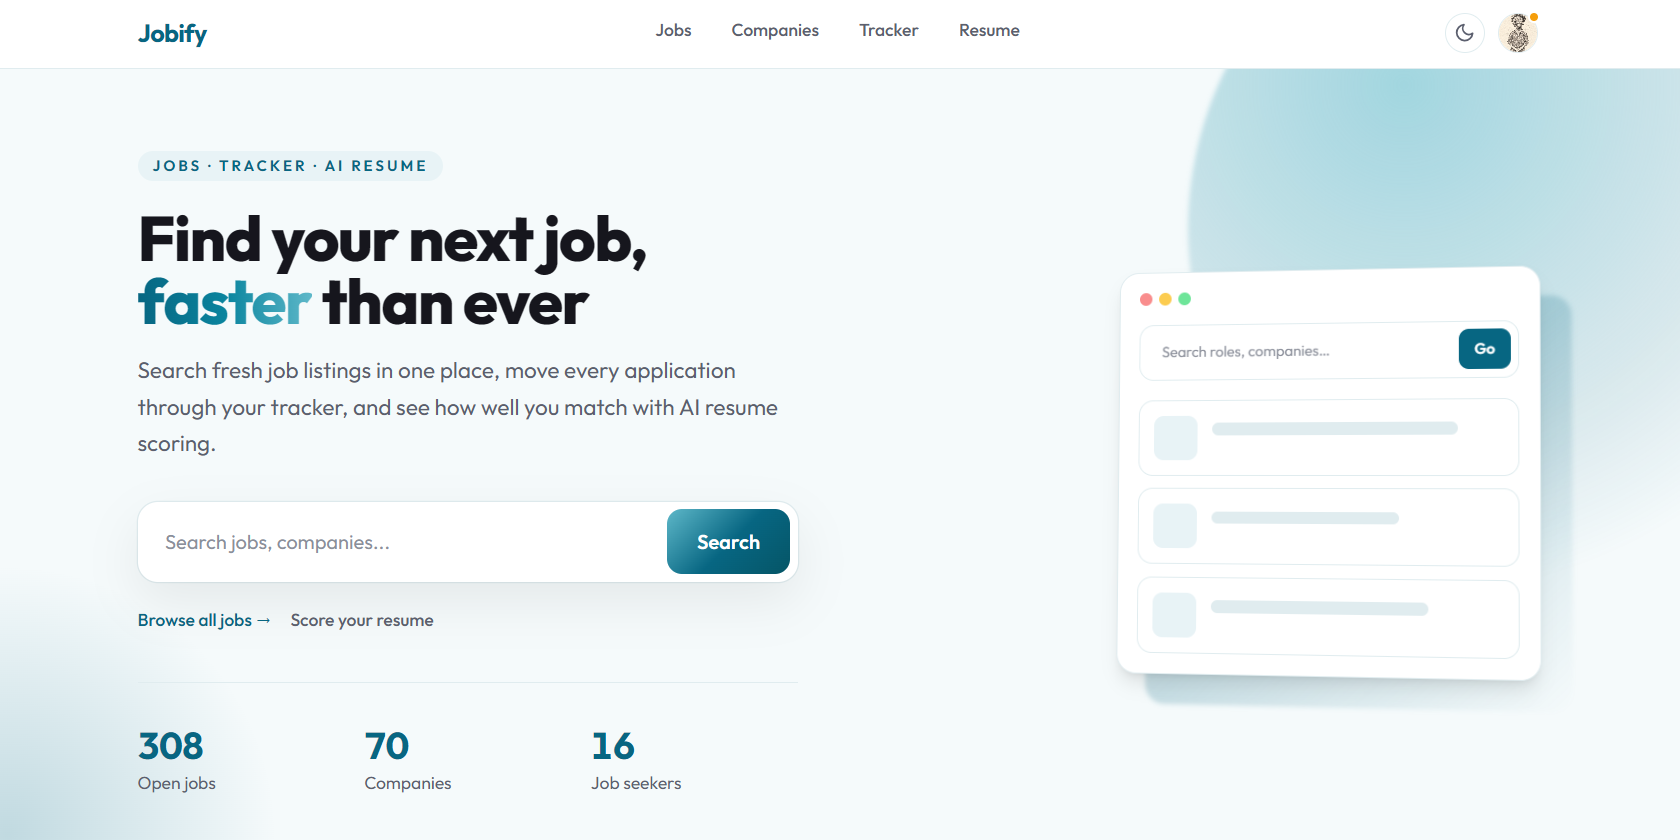 Jobify
Jobs
Companies
Tracker
Resume
JOBS · TRACKER · AI RESUME
Find your next job,
faster than ever
Search fresh job listings in one place, move every application
through your tracker, and see how well you match with AI resume
scoring.
Search jobs, companies...
Search
Browse all jobs →
Score your resume
308
Open jobs
70
Companies
16
Job seekers
Search roles, companies...
Go